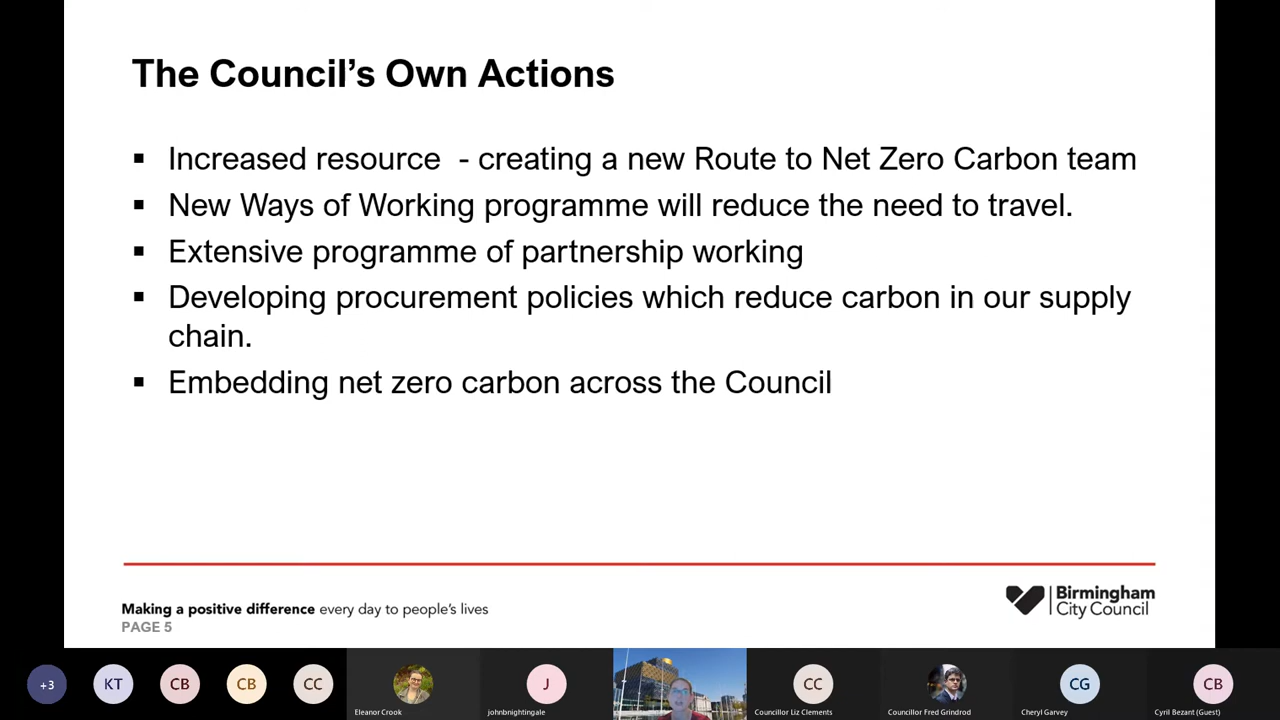 The Council's Own Actions
▪ Increased resource  - creating a new Route to Net Zero Carbon team
▪ New Ways of Working programme will reduce the need to travel.
▪ Extensive programme of partnership working
▪ Developing procurement policies which reduce carbon in our supply
chain.
▪ Embedding net zero carbon across the Council
Making a positive difference every day to people's lives
PAGE 5
Birmingham
City Council
+3
KT
CB
CB
CC
Eleanor Crook
J
johnbnightingale
CC
Councillor Liz Clements
Councillor Fred Grindrod
CG
Cheryl Garvey
CB
Cyril Bezant (Guest)